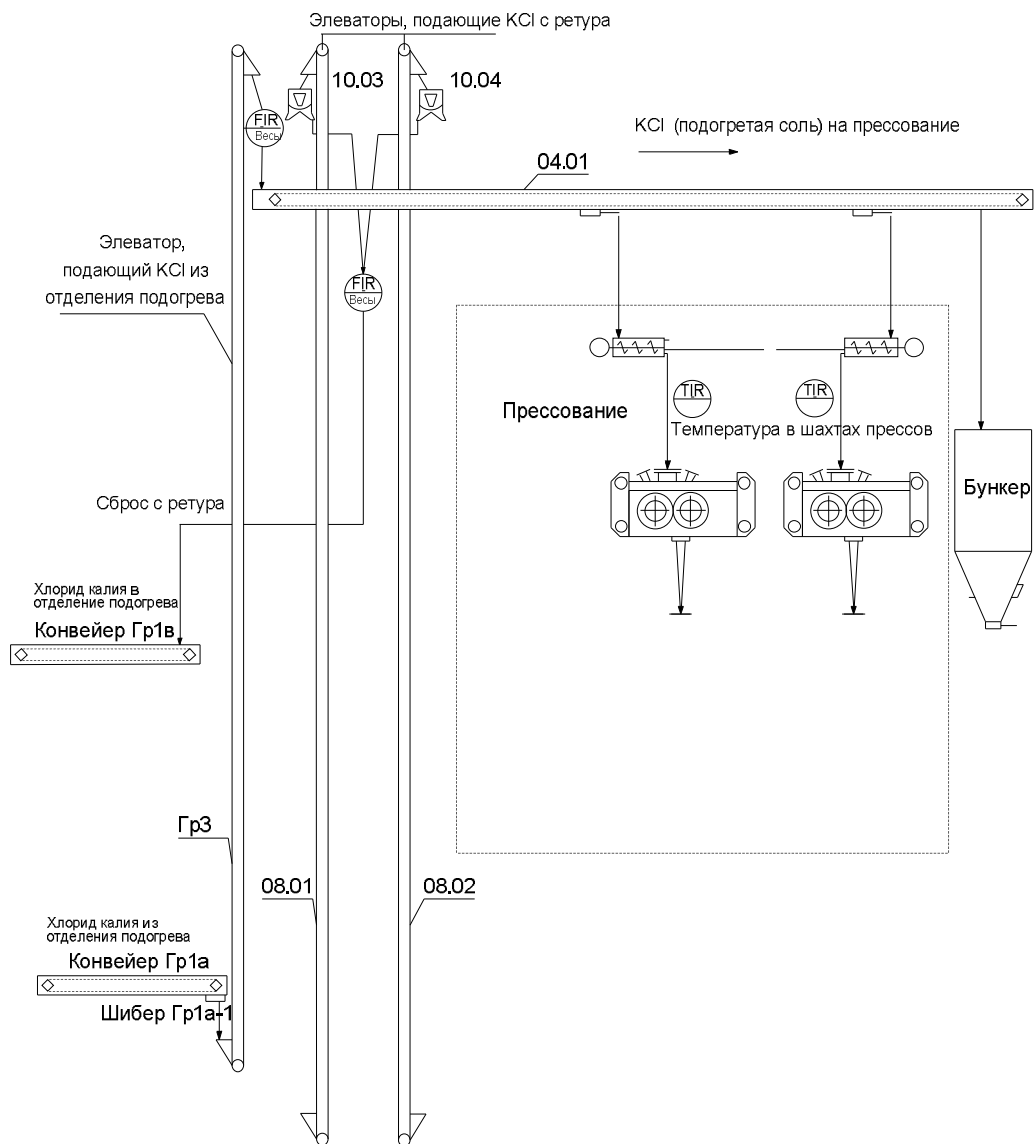 Элеваторы, подающие KCl с ретура
10.03
10.04
FIR
Весы
KCl (подогретая соль) на прессование
04.01
Элеватор,
подающий KCl из
отделения подогрева
FIR
Весы
TIR
TIR
Прессование
Температура в шахтах прессов
Бункер
Сброс с ретура
Хлорид калия в
отделение подогрева
Конвейер Гр1в
Гр3
08.01
08.02
Хлорид калия из
отделения подогрева
Конвейер Гр1а
Шибер Гр1а-1